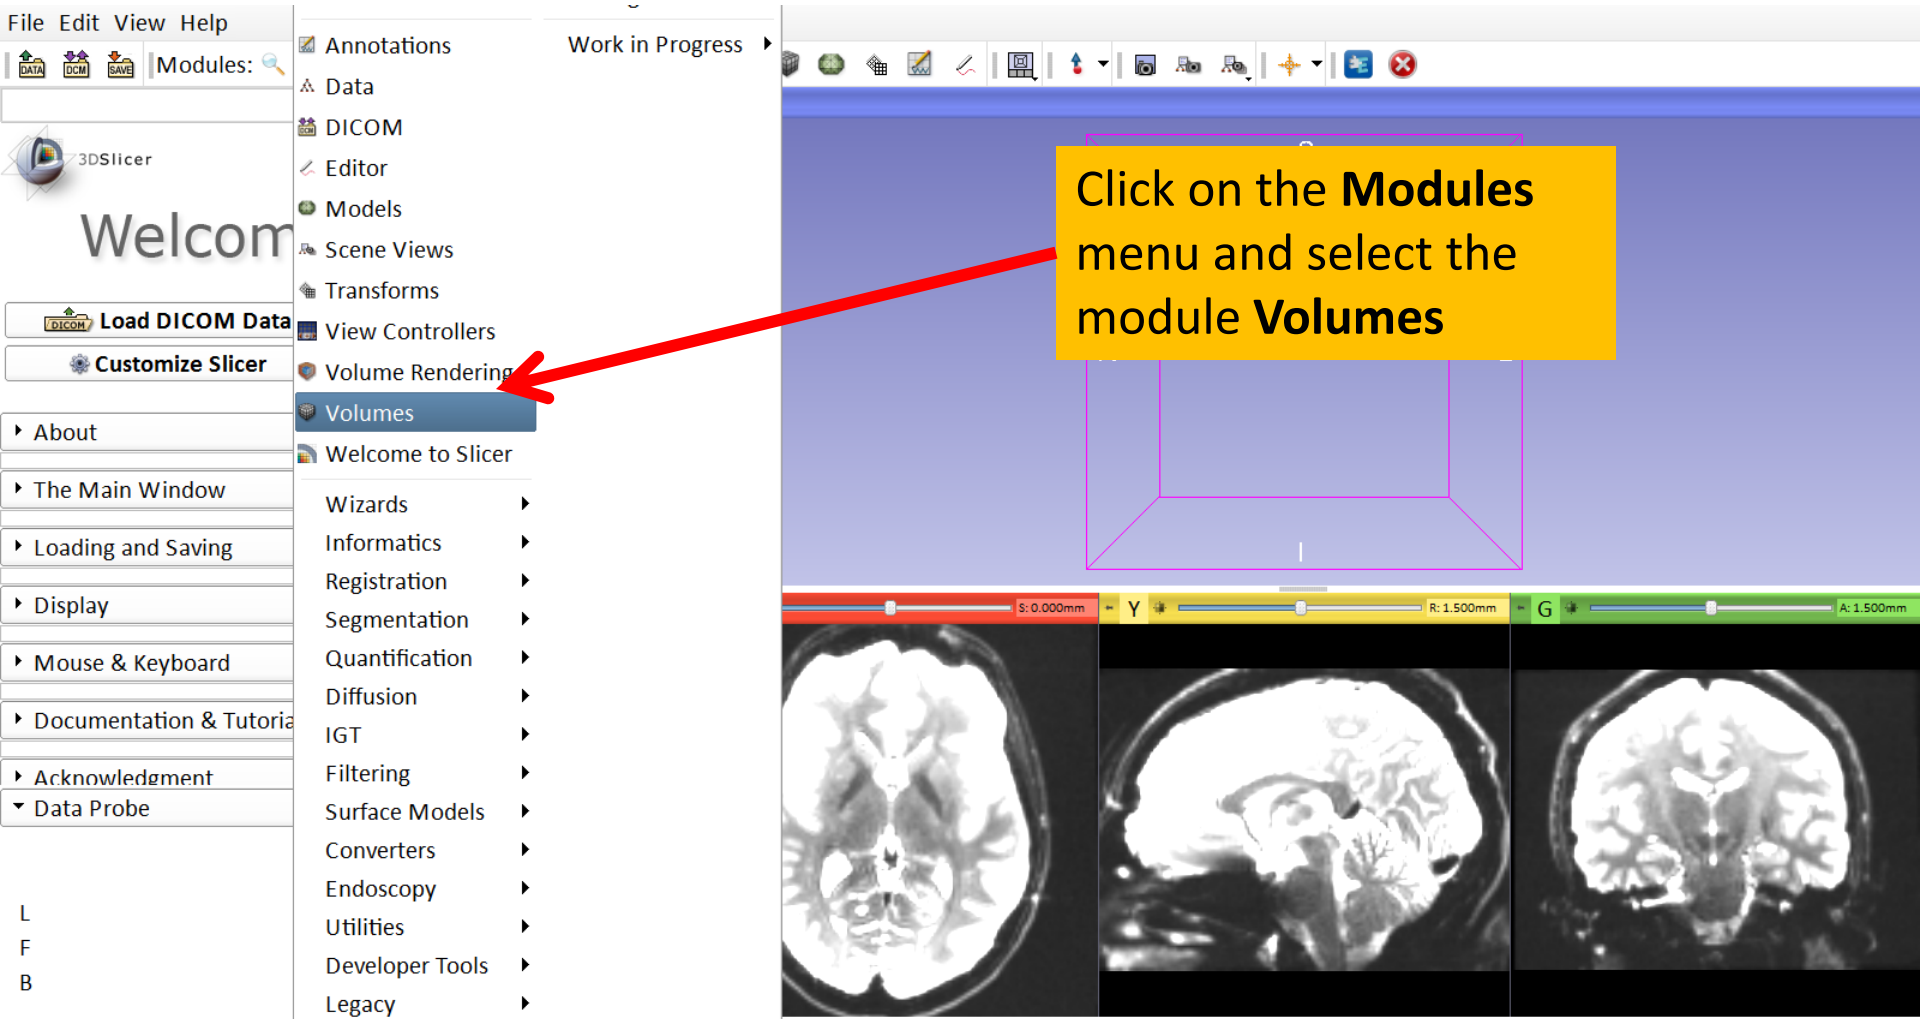 File Edit View Help
DATA DCM SAVE Modules:
3DSlicer
Welcom
DICOM Load DICOM Data
Customize Slicer
About
The Main Window
Loading and Saving
Display
Mouse & Keyboard
Documentation & Tutoria
Acknowledgment
Data Probe
L
F
B
Annotations
Data
DICOM
Editor
Models
Scene Views
Transforms
View Controllers
Volume Rendering
Volumes
Welcome to Slicer
Wizards
Informatics
Registration
Segmentation
Quantification
Diffusion
IGT
Filtering
Surface Models
Converters
Endoscopy
Utilities
Developer Tools
Legacy
Work in Progress
Click on the Modules
menu and select the
module Volumes
I
S: 0.000mm
Y R: 1.500mm
G A: 1.500mm